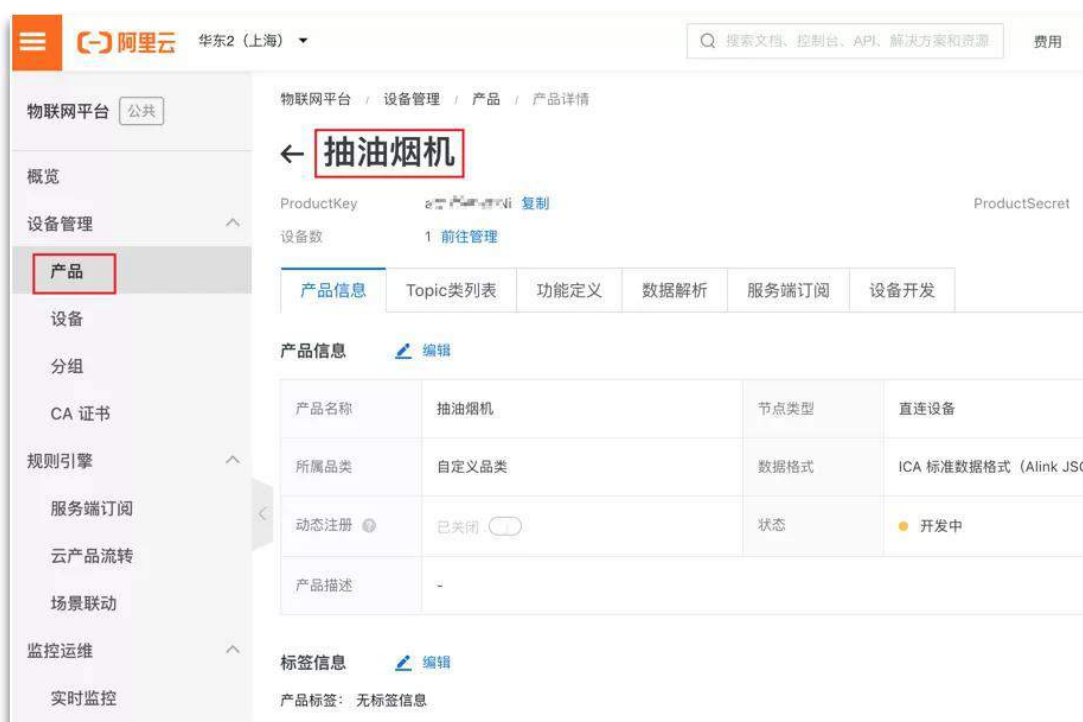 阿里云 华东2（上海） 搜索文档、控制台、API、解决方案和资源 费用
物联网平台 公共
概览
设备管理
产品
设备
分组
CA 证书
规则引擎
服务端订阅
云产品流转
场景联动
监控运维
实时监控
物联网平台 / 设备管理 / 产品 / 产品详情
← 抽油烟机
ProductKey 复制 ProductSecret
设备数 1 前往管理
产品信息 Topic类列表 功能定义 数据解析 服务端订阅 设备开发
产品信息 编辑
产品名称 抽油烟机 节点类型 直连设备
所属品类 自定义品类 数据格式 ICA 标准数据格式（Alink
动态注册 已关闭 状态 开发中
产品描述 -
标签信息 编辑
产品标签： 无标签信息